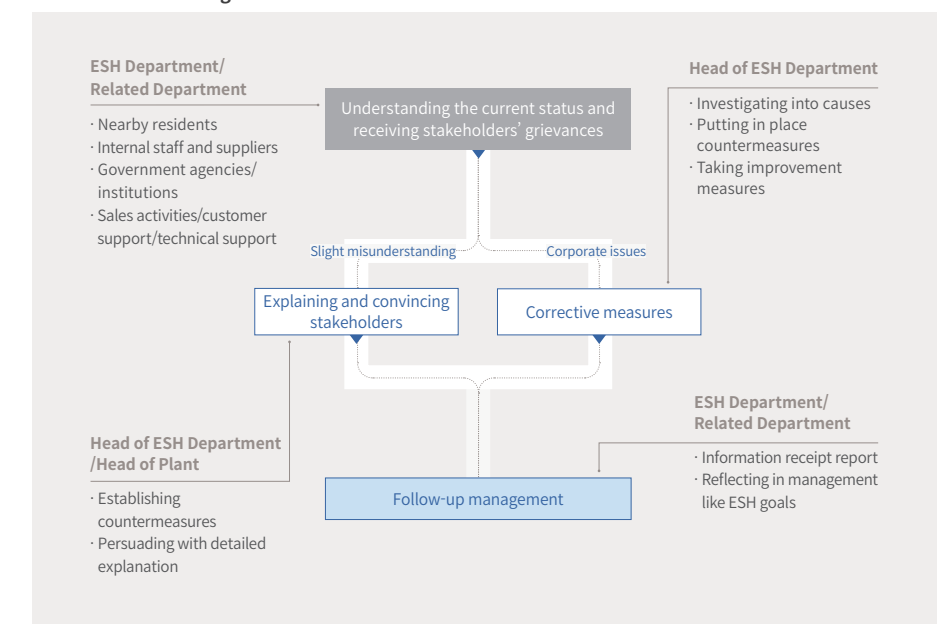 ESH Department/
Related Department
· Nearby residents
· Internal staff and suppliers
· Government agencies/
institutions
· Sales activities/customer
support/technical support
Understanding the current status and
receiving stakeholders' grievances
Head of ESH Department
· Investigating into causes
· Putting in place
countermeasures
· Taking improvement
measures
Slight misunderstanding
Corporate issues
Explaining and convincing
stakeholders
Corrective measures
Head of ESH Department
/Head of Plant
· Establishing
countermeasures
· Persuading with detailed
explanation
Follow-up management
ESH Department/
Related Department
· Information receipt report
· Reflecting in management
like ESH goals